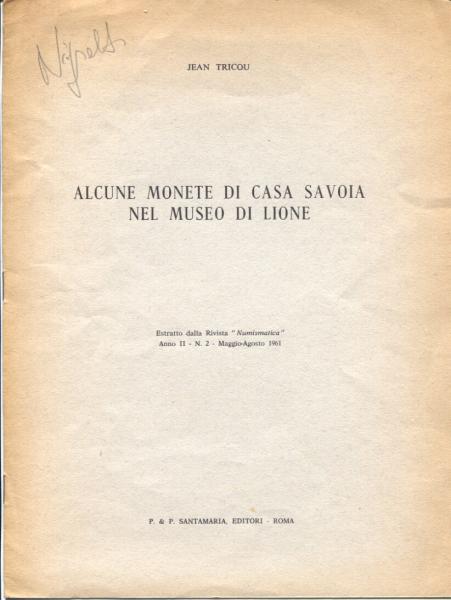 JEAN TRICOU
ALCUNE MONETE DI CASA SAVOIA
NEL MUSEO DI LIONE
Estratto dalla Rivista "Numismatica"
Anno II - N. 2 - Maggio-Agosto 1961
P. & P. SANTAMARIA, EDITORI - ROMA